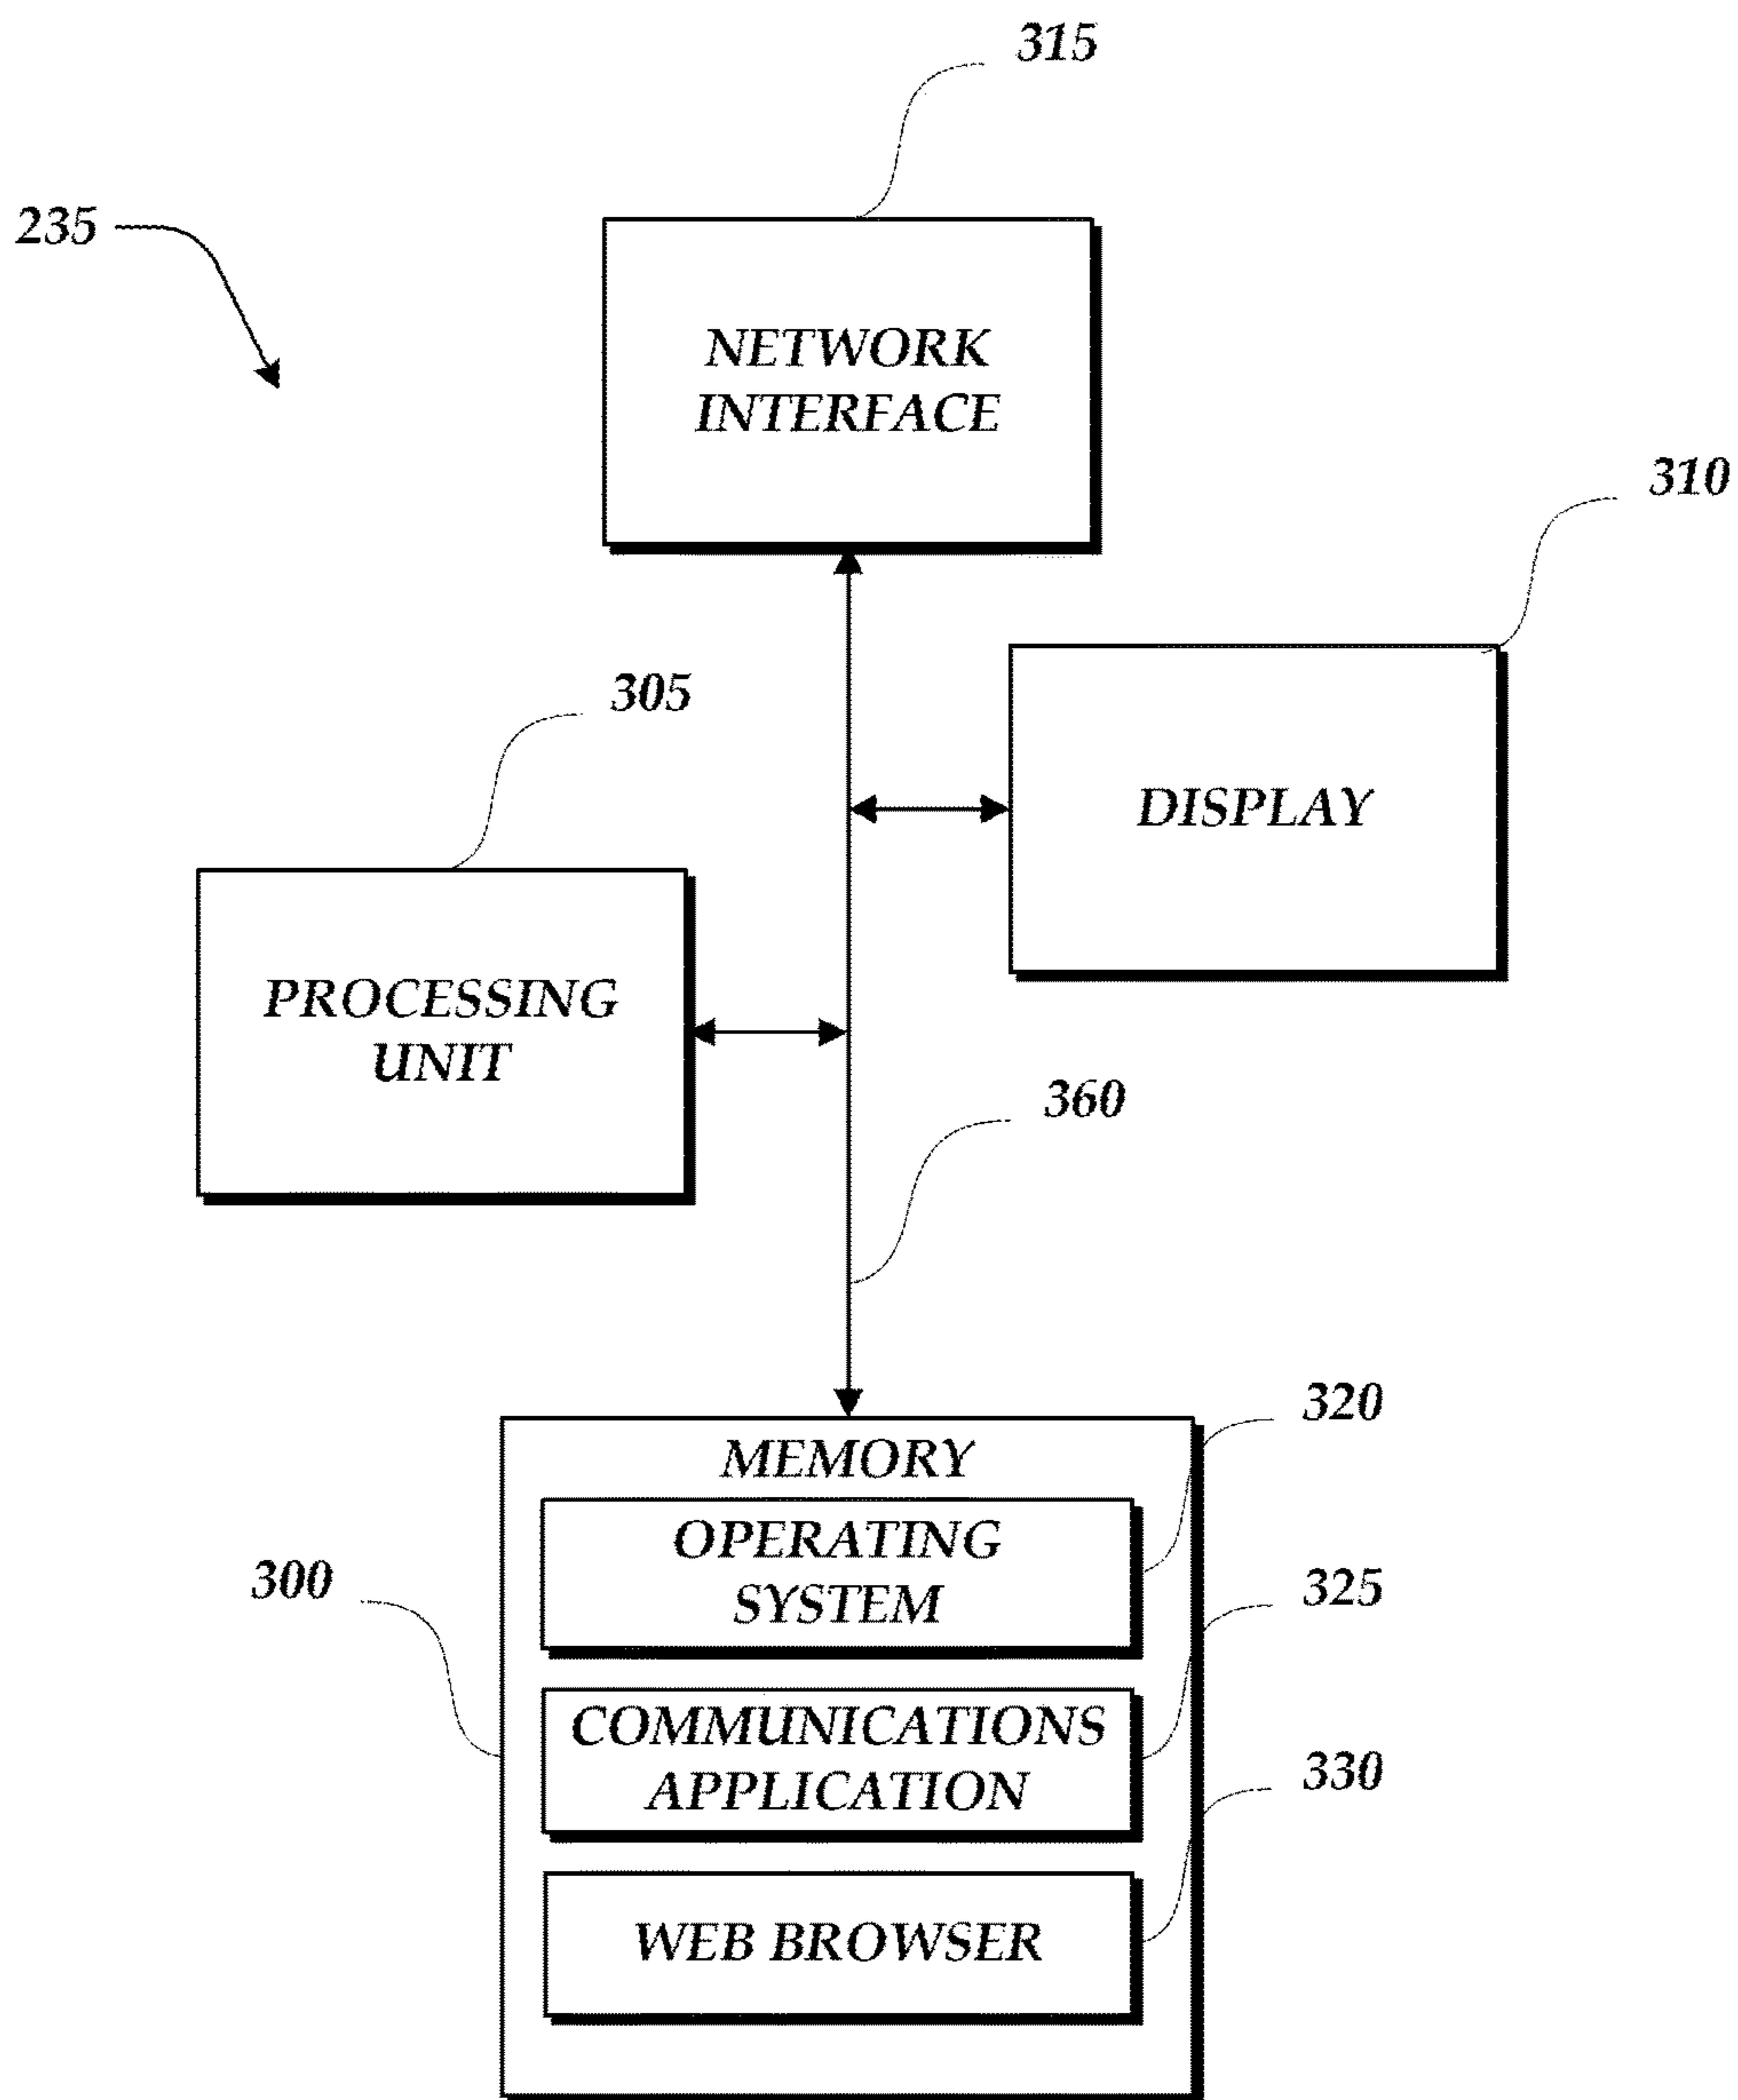 315
235
NETWORK
INTERFACE
310
305
DISPLAY
PROCESSING
UNIT
360
320
MEMORY
OPERATING
SYSTEM
300
325
COMMUNICATIONS
APPLICATION
330
WEB BROWSER